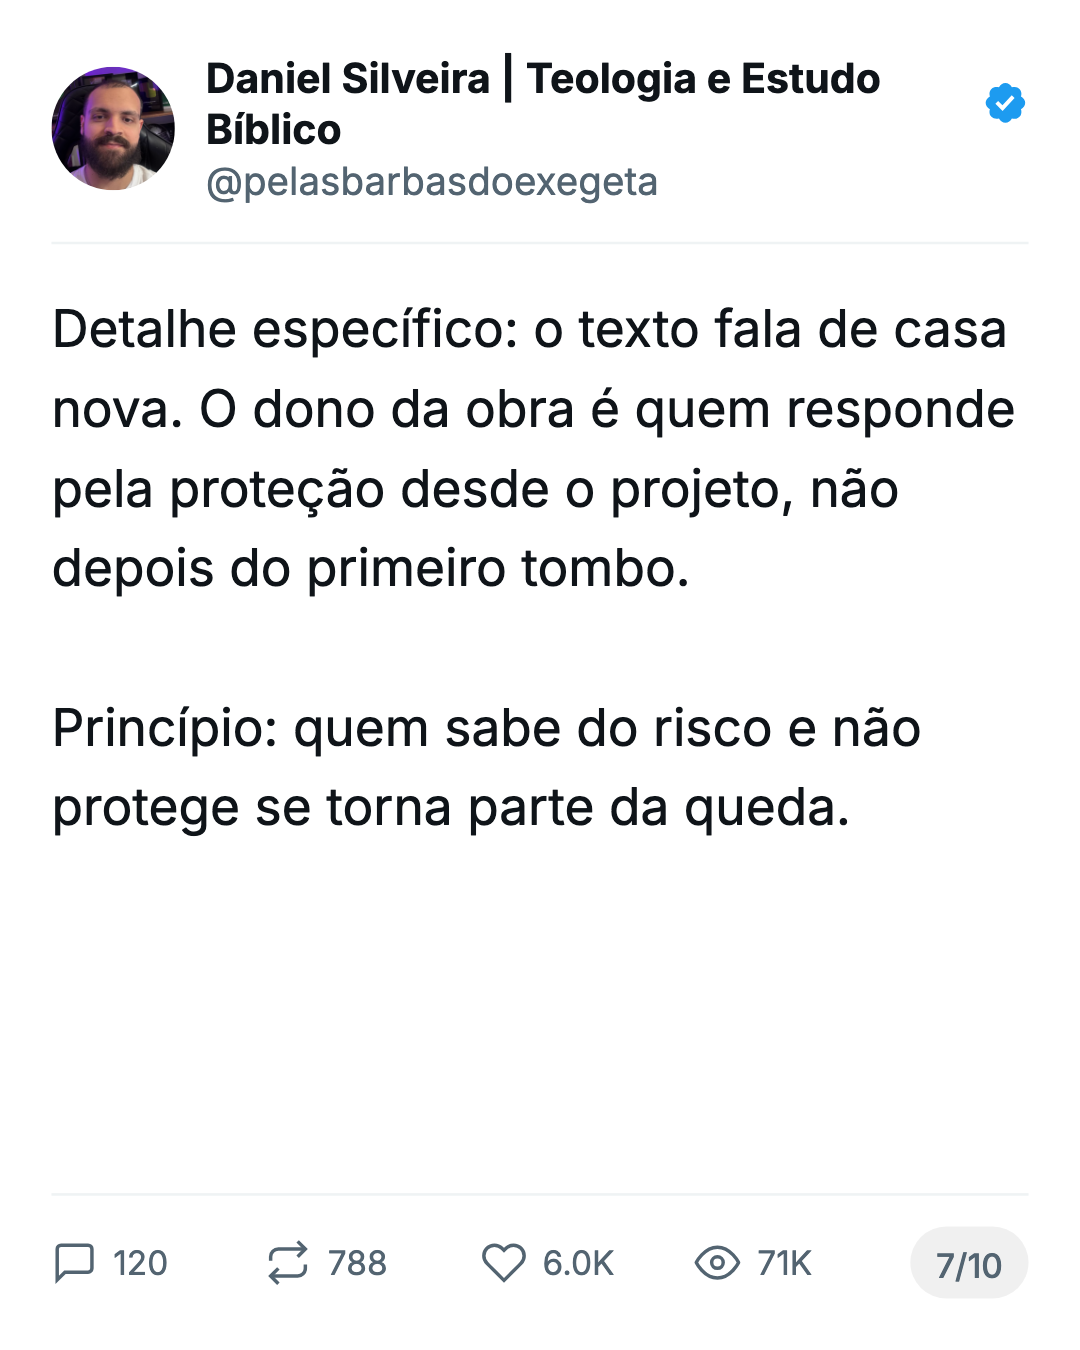 Daniel Silveira | Teologia e Estudo
Bíblico
@pelasbarbasdoexegeta
Detalhe específico: o texto fala de casa
nova. O dono da obra é quem responde
pela proteção desde o projeto, não
depois do primeiro tombo.
Princípio: quem sabe do risco e não
protege se torna parte da queda.
120 788 6.0K 71K 7/10